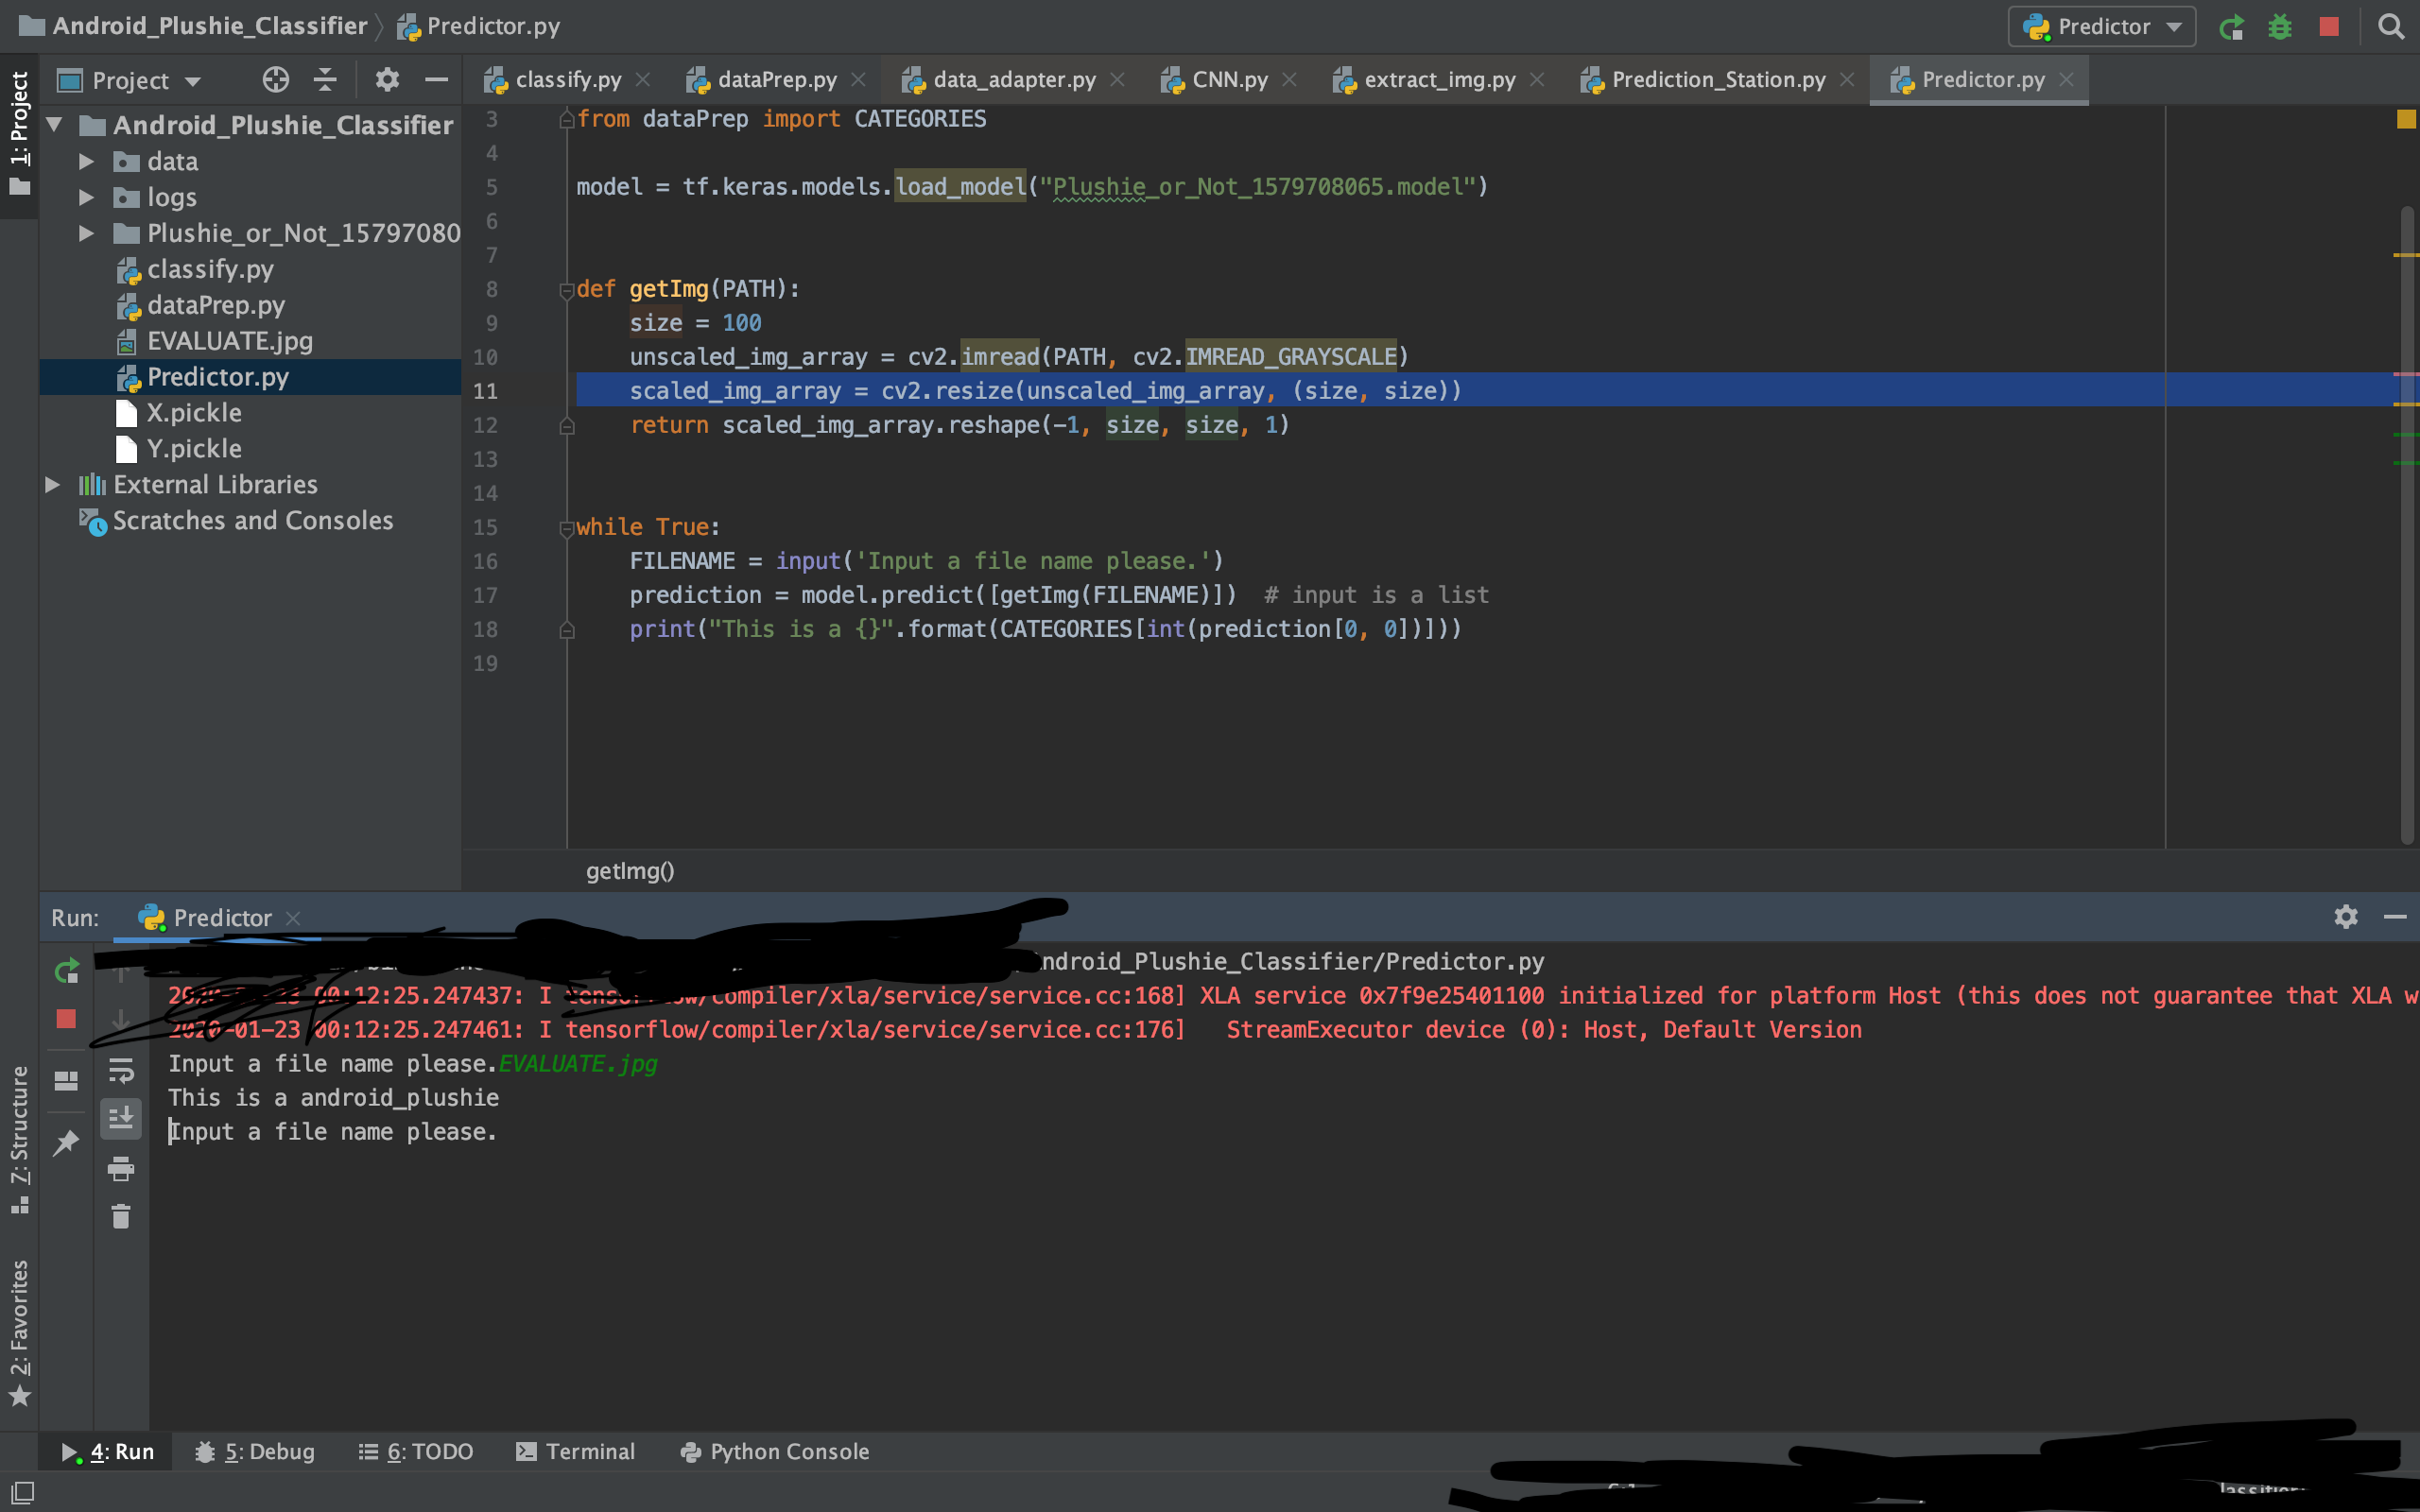 Android_Plushie_Classifier
Predictor.py
Predictor
1: Project
Project
classify.py
dataPrep.py
data_adapter.py
CNN.py
extract_img.py
Prediction_Station.py
Predictor.py
Android_Plushie_Classifier
data
logs
Plushie_or_Not_15797080
classify.py
dataPrep.py
EVALUATE.jpg
Predictor.py
X.pickle
Y.pickle
External Libraries
Scratches and Consoles
3 from dataPrep import CATEGORIES
4
5 model = tf.keras.models.load_model("Plushie_or_Not_1579708065.model")
6
7
8 def getImg(PATH):
9     size = 100
10     unscaled_img_array = cv2.imread(PATH, cv2.IMREAD_GRAYSCALE)
11     scaled_img_array = cv2.resize(unscaled_img_array, (size, size))
12     return scaled_img_array.reshape(-1, size, size, 1)
13
14
15 while True:
16     FILENAME = input('Input a file name please.')
17     prediction = model.predict([getImg(FILENAME)])  # input is a list
18     print("This is a {}".format(CATEGORIES[int(prediction[0, 0])]))
19
getImg()
Run:
Predictor
ndroid_Plushie_Classifier/Predictor.py
00:12:25.247437: I tensorflow/compiler/xla/service/service.cc:168] XLA service 0x7f9e25401100 initialized for platform Host (this does not guarantee that XLA w
2020-01-23 00:12:25.247461: I tensorflow/compiler/xla/service/service.cc:176]   StreamExecutor device (0): Host, Default Version
Input a file name please.EVALUATE.jpg
This is a android_plushie
Input a file name please.
7: Structure
2: Favorites
4: Run
5: Debug
6: TODO
Terminal
Python Console